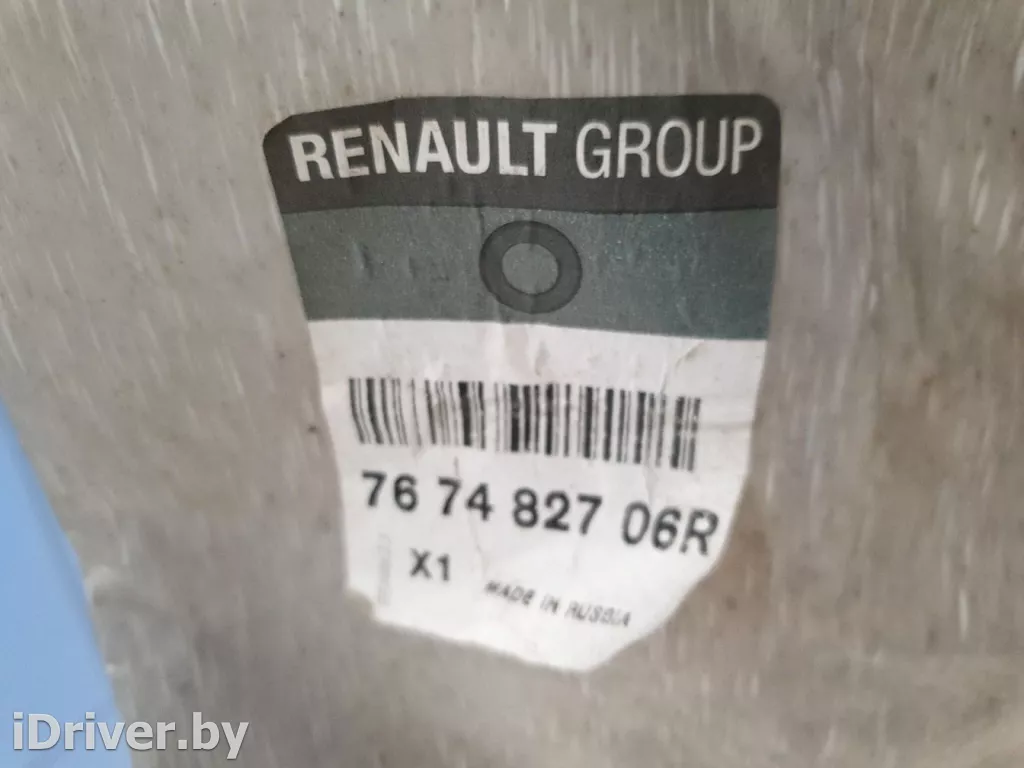 RENAULT GROUP
76 74 827 06R
X1
MADE IN RUSSIA
iDriver.by